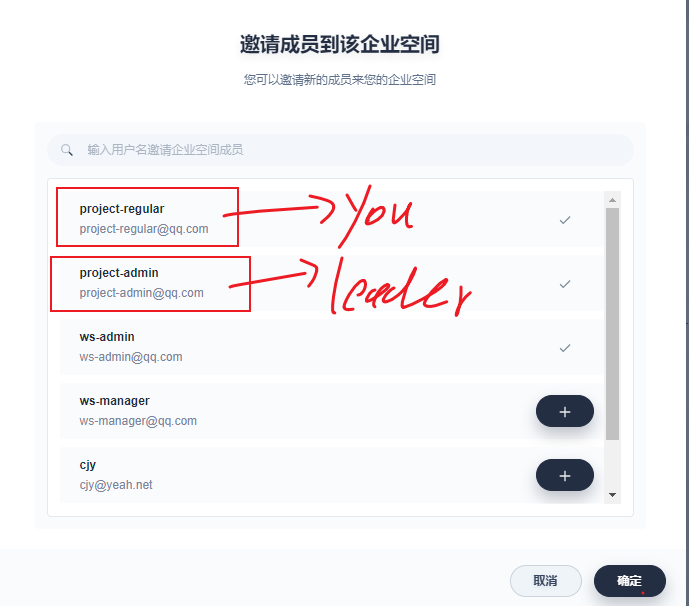 邀请成员到该企业空间
您可以邀请新的成员来您的企业空间
输入用户名邀请企业空间成员
project-regular
project-regular@qq.com
You
project-admin
project-admin@qq.com
leader
ws-admin
ws-admin@qq.com
ws-manager
ws-manager@qq.com
cjy
cjy@yeah.net
取消
确定